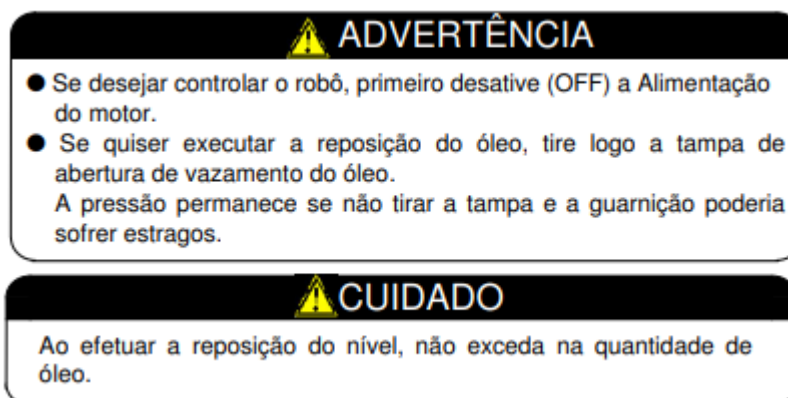 ADVERTÊNCIA
● Se desejar controlar o robô, primeiro desative (OFF) a Alimentação
do motor.
● Se quiser executar a reposição do óleo, tire logo a tampa de
abertura de vazamento do óleo.
A pressão permanece se não tirar a tampa e a guarnição poderia
sofrer estragos.
CUIDADO
Ao efetuar a reposição do nível, não exceda na quantidade de
óleo.